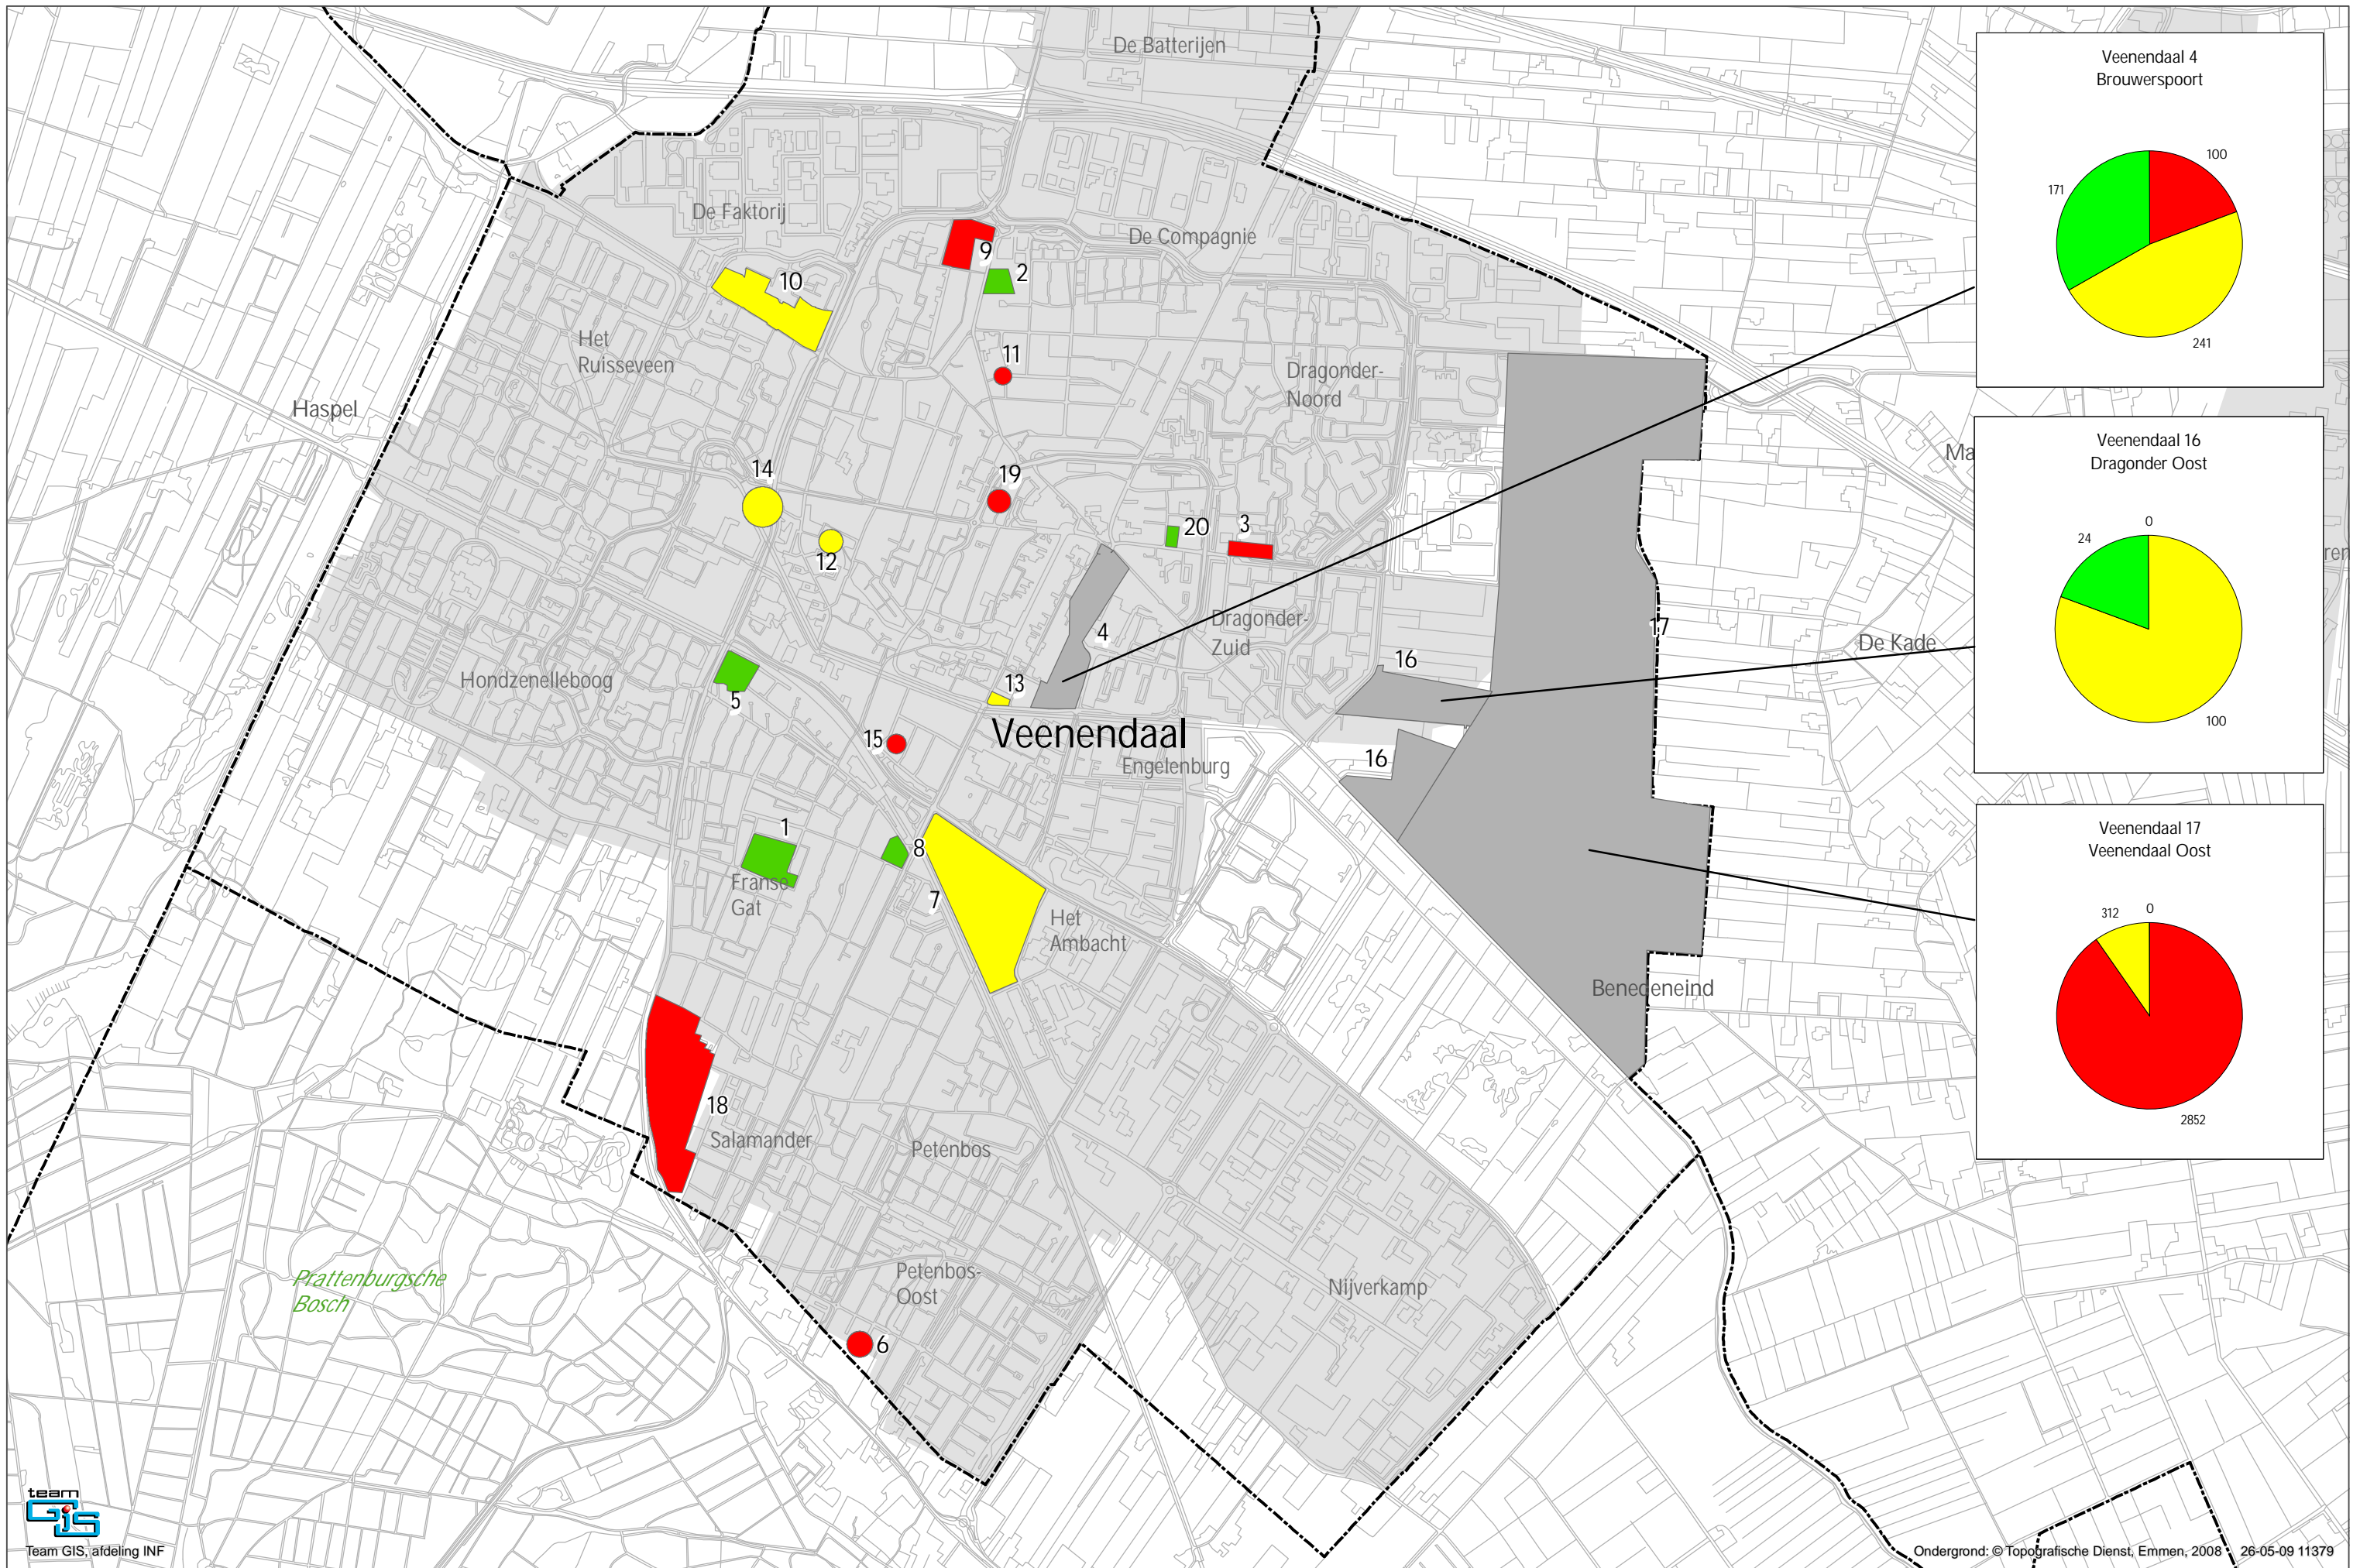 De Batterijen
De Faktorij
De Compagnie
9
2
10
Het
Ruisseveen
11
Dragonder-
Noord
Haspel
14
19
12
20
3
4
Dragonder-
Zuid
17
De Kade
16
Hondzenelleboog
5
13
15
Veenendaal
Engelenburg
16
1
8
Franse
Gat
7
Het
Ambacht
Benedeneind
18
Salamander
Petenbos
Prattenburgsche
Bosch
Petenbos-
Oost
Nijverkamp
6
Veenendaal 4
Brouwerspoort
100
171
241
Veenendaal 16
Dragonder Oost
0
24
100
Veenendaal 17
Veenendaal Oost
0
312
2852
Ma
ren
team
GIS
Team GIS, afdeling INF
Ondergrond: © Topografische Dienst, Emmen, 2008 26-05-09 11379